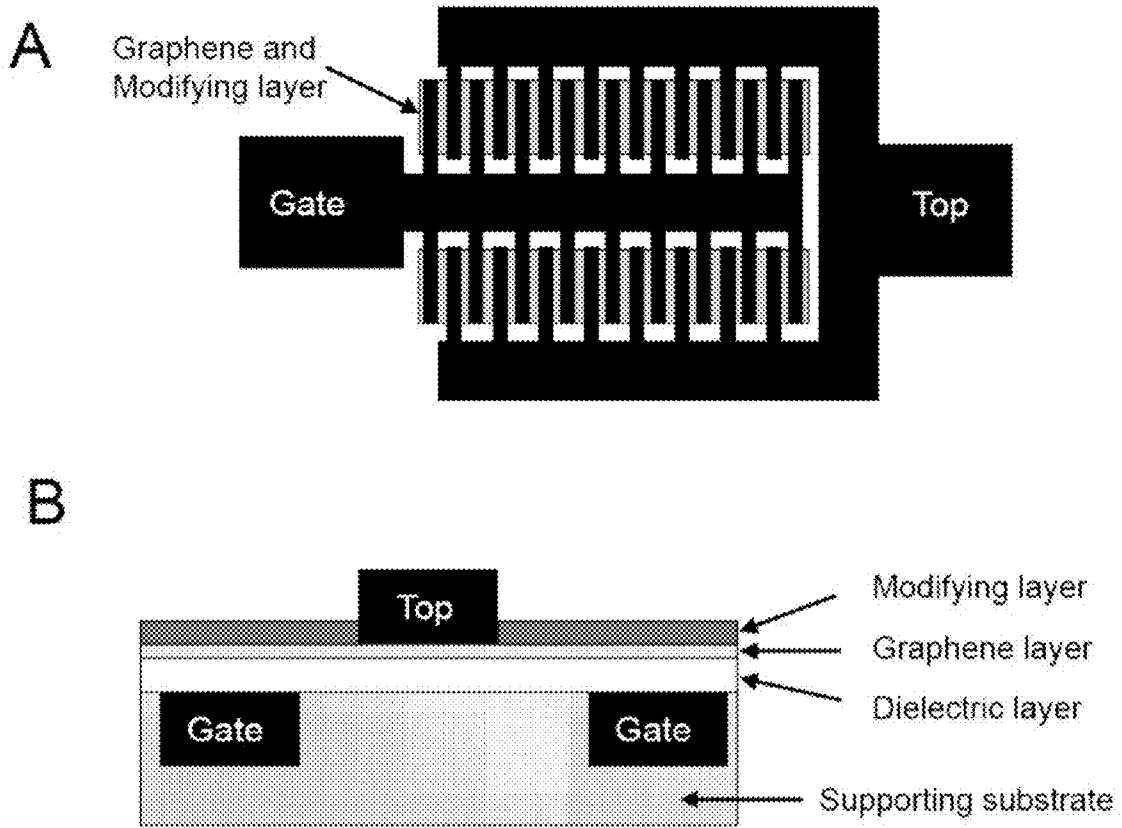 A
Graphene and
Modifying layer
Gate
Top
B
Top
Modifying layer
Graphene layer
Dielectric layer
Gate
Gate
Supporting substrate